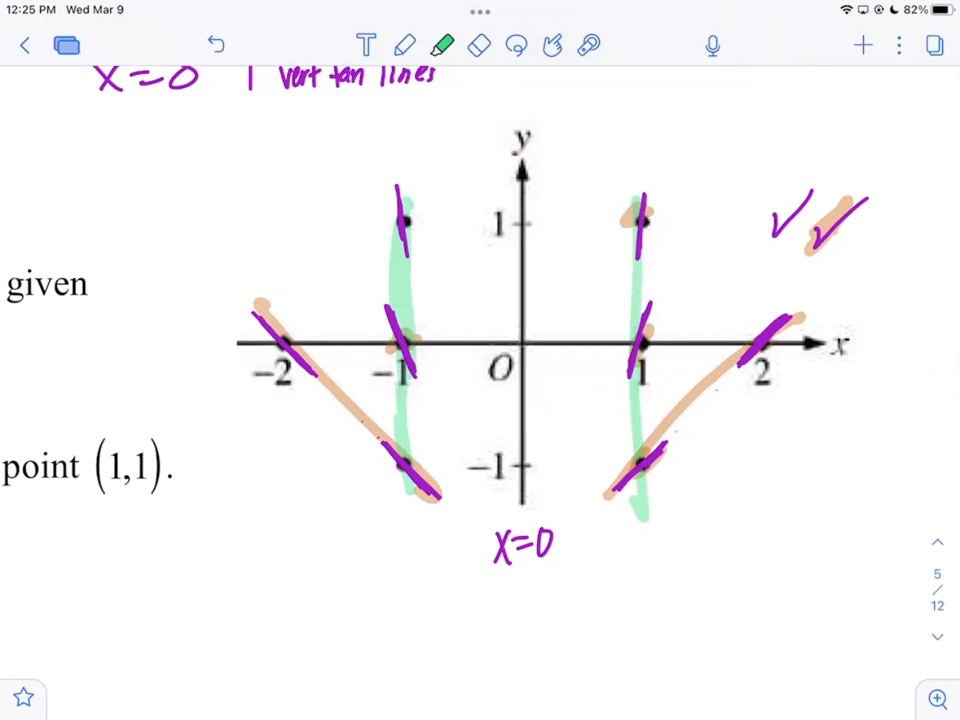 12:25 PM Wed Mar 9
82%
T
x=0 1 vert tan lines
y
1
given
-2 -1 O 1 2 x
point (1,1).
-1
x=0
5
/
12